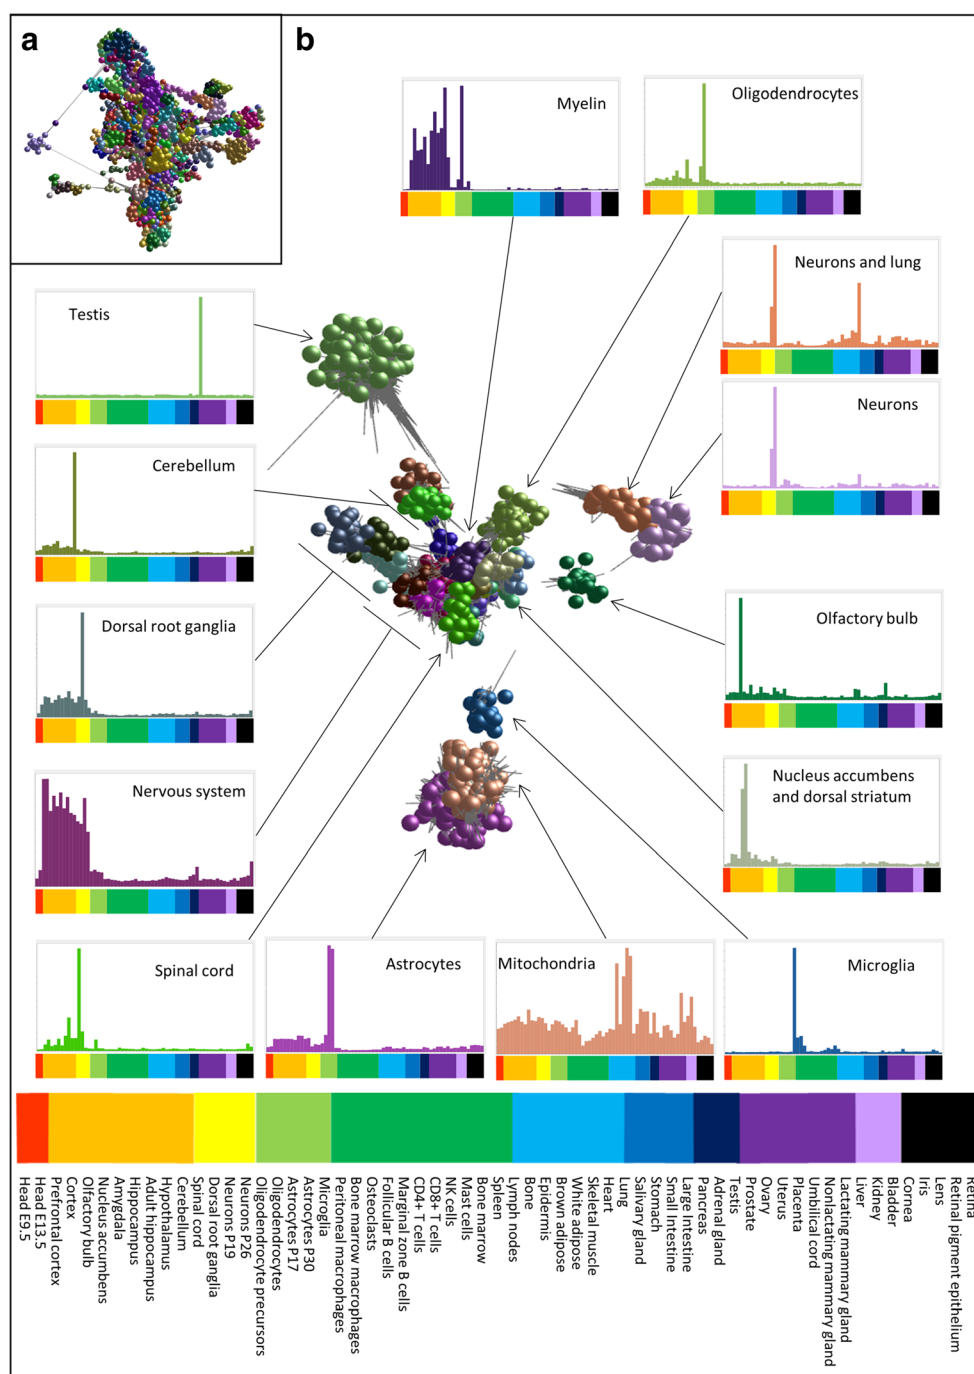 a
b
Myelin
Oligodendrocytes
Neurons and lung
Testis
Neurons
Cerebellum
Dorsal root ganglia
Olfactory bulb
Nervous system
Nucleus accumbens
and dorsal striatum
Spinal cord
Astrocytes
Mitochondria
Microglia
Head E9.5
Head E13.5
Prefrontal cortex
Cortex
Olfactory bulb
Nucleus accumbens
Amygdala
Hippocampus
Adult hippocampus
Hypothalamus
Cerebellum
Spinal cord
Dorsal root ganglia
Neurons P19
Neurons P26
Oligodendrocyte precursors
Oligodendrocytes
Astrocytes P17
Astrocytes P30
Microglia
Peritoneal macrophages
Bone marrow macrophages
Osteoclasts
Follicular B cells
Marginal zone B cells
CD4+ T Cells
CD8+ T Cells
NK cells
Mast cells
Bone marrow
Spleen
Lymph nodes
Bone
Epidermis
Brown adipose
White adipose
Skeletal muscle
Heart
Lung
Salivary gland
Stomach
Small Intestine
Large Intestine
Pancreas
Adrenal gland
Testis
Prostate
Ovary
Uterus
Placenta
Umbilical cord
Nonlactating mammary gland
Lactating mammary gland
Liver
Kidney
Bladder
Cornea
Iris
Lens
Retinal pigment epithelium
Retina